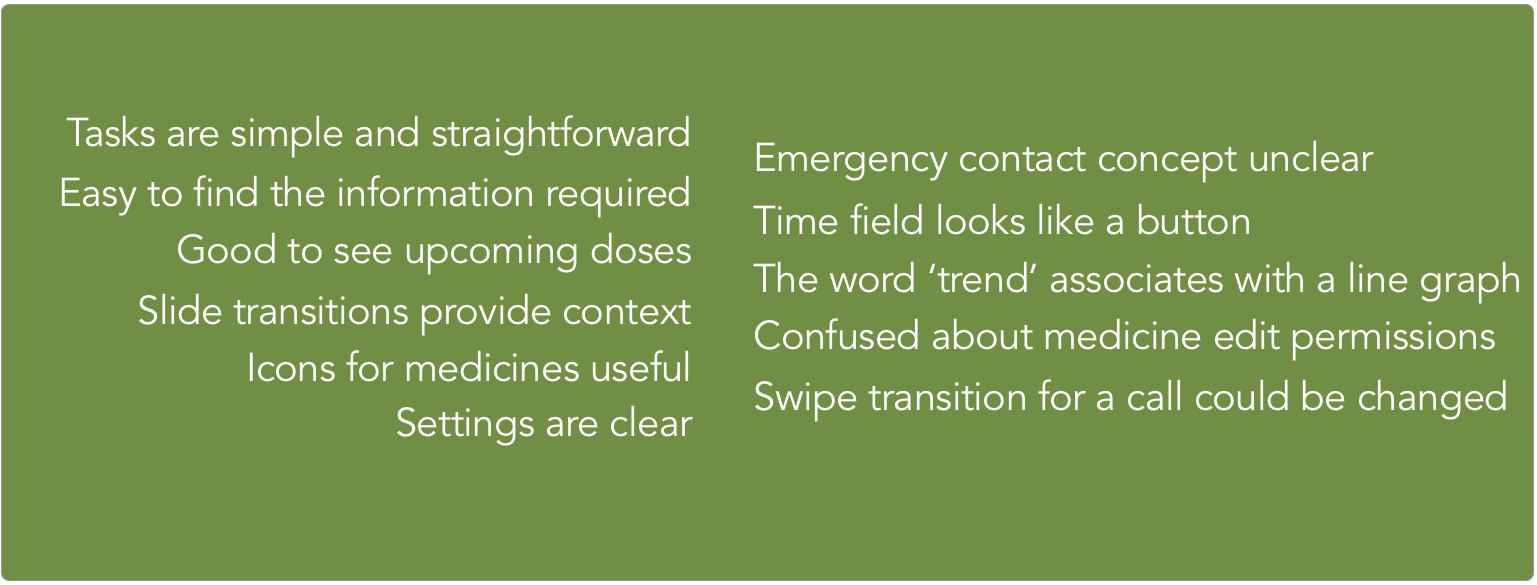 Tasks are simple and straightforward
Easy to find the information required
Good to see upcoming doses
Slide transitions provide context
Icons for medicines useful
Settings are clear
Emergency contact concept unclear
Time field looks like a button
The word ‘trend’ associates with a line graph
Confused about medicine edit permissions
Swipe transition for a call could be changed